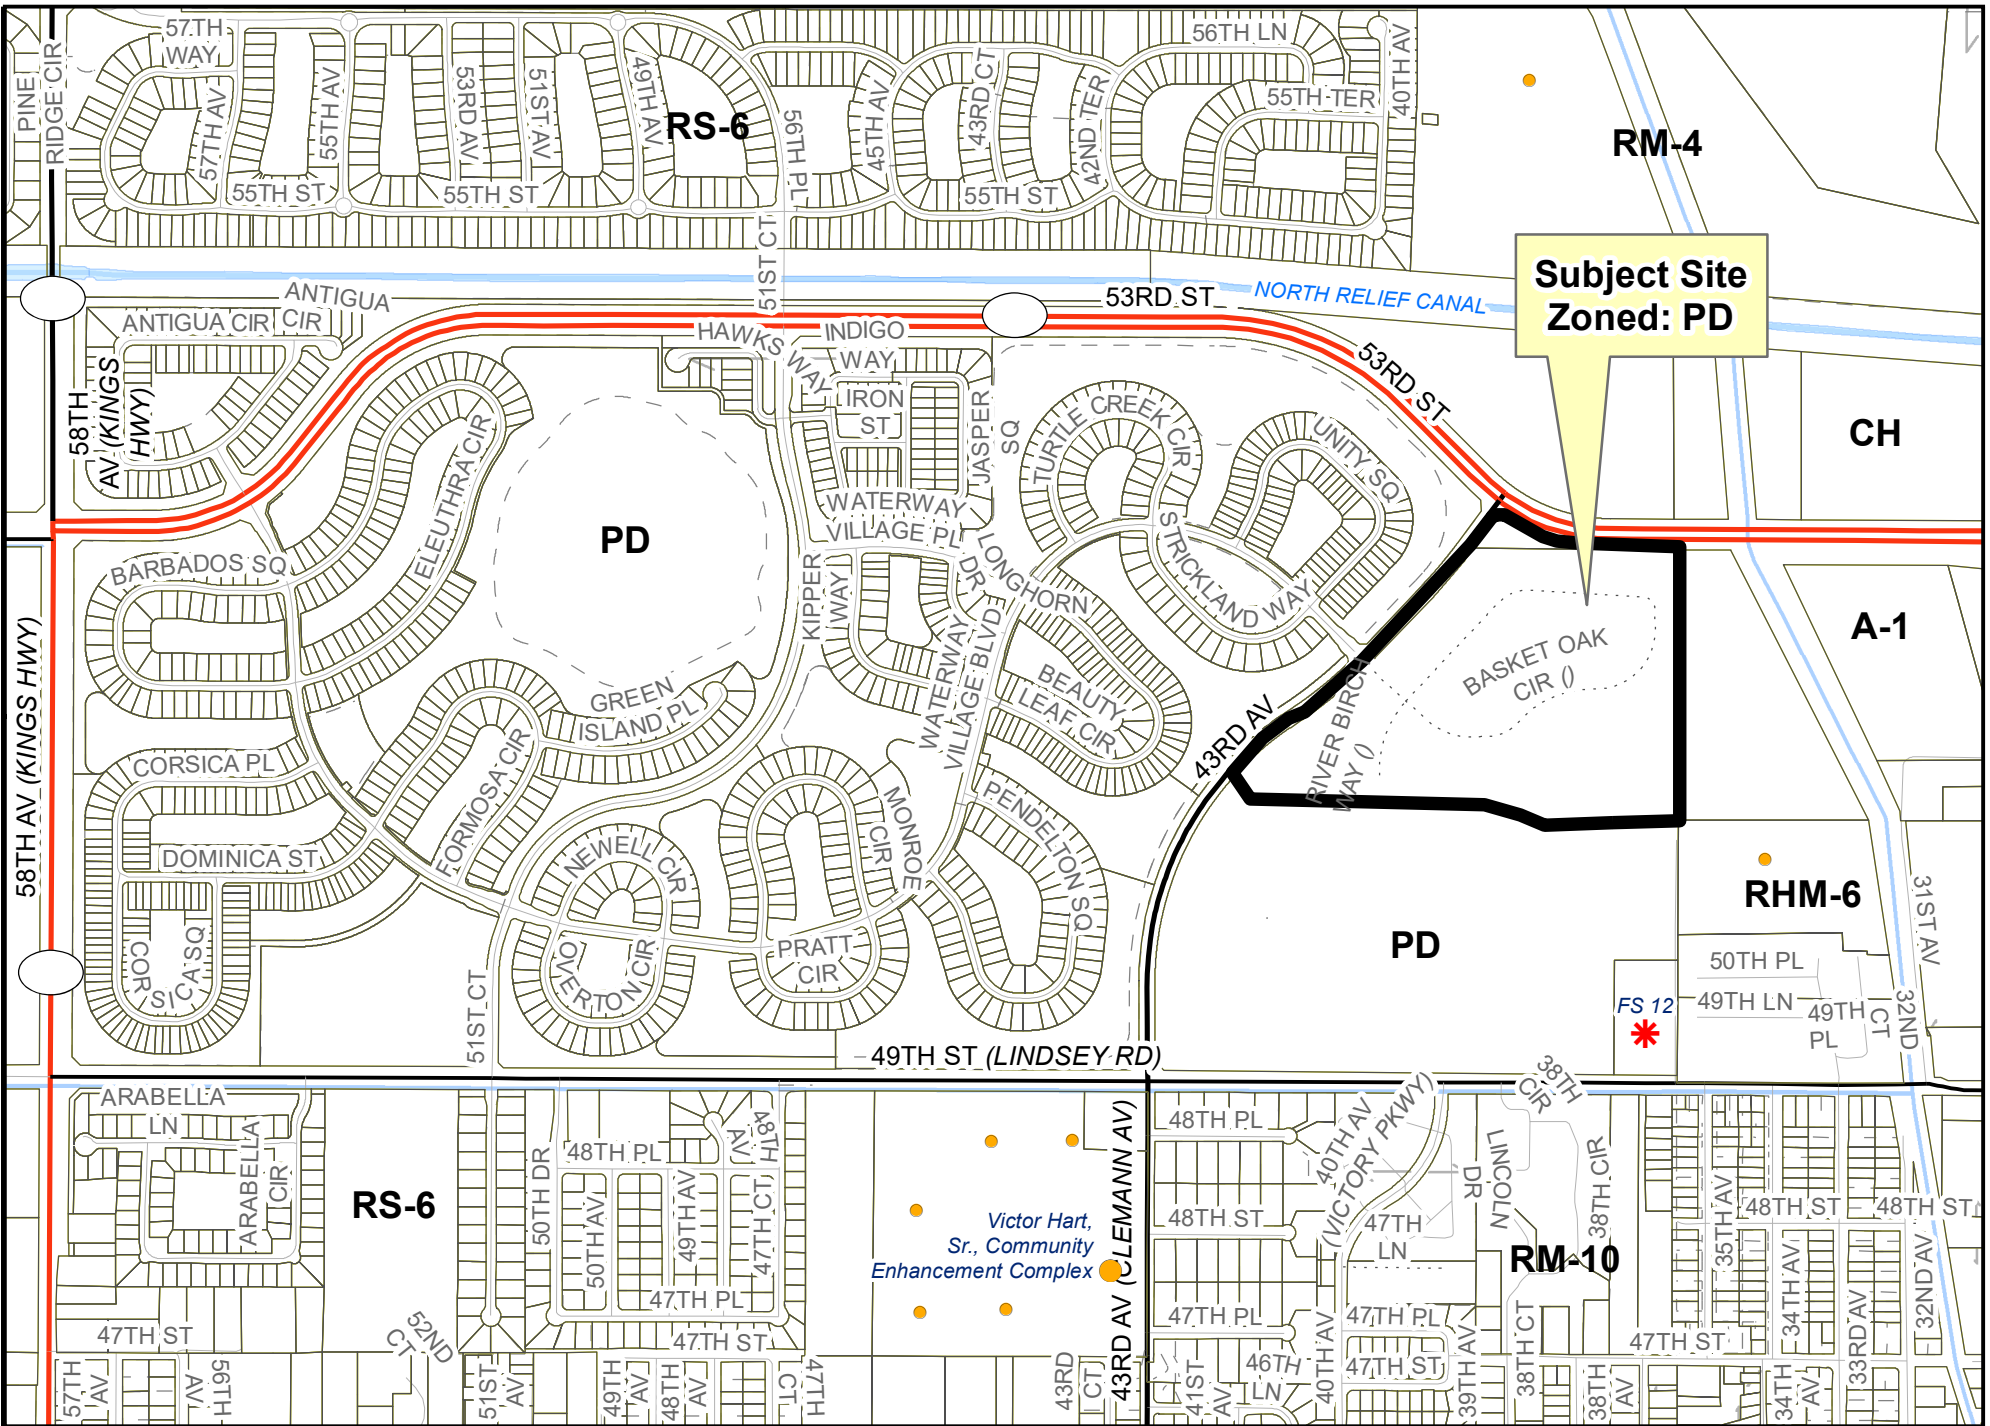 57TH
WAY
PINE
RIDGE CIR
57TH AV
55TH AV
53RD AV
51ST AV
49TH AV
RS-6
56TH PL
45TH AV
43RD CT
42ND TER
56TH LN
55TH TER
40TH AV
RM-4
55TH ST
55TH ST
55TH ST
51ST CT
ANTIGUA
CIR
ANTIGUA CIR
53RD ST
NORTH RELIEF CANAL
Subject Site
Zoned: PD
58TH
AV (KINGS
HWY)
HAWKS WAY
INDIGO
WAY
IRON
ST
JASPER
SQ
53RD ST
CH
ELEUTHRA CIR
TURTLE CREEK CIR
UNITY SQ
WATERWAY
VILLAGE PL
DR
LONGHORN
STRICKLAND WAY
PD
BARBADOS SQ
KIPPER
WAY
WATERWAY
VILLAGE BLVD
A-1
BASKET OAK
CIR ()
BEAUTY
LEAF CIR
GREEN
ISLAND PL
43RD AV
RIVER BIRCH
WAY ()
58TH AV (KINGS HWY)
CORSICA PL
FORMOSA CIR
MONROE
CIR
PENDELTON SQ
DOMINICA ST
NEWELL CIR
RHM-6
31ST AV
CORSICA SQ
OVERTON CIR
PRATT
CIR
PD
50TH PL
49TH LN
49TH
PL
CT
32ND
FS 12
51ST CT
49TH ST (LINDSEY RD)
38TH
CIR
ARABELLA
LN
ARABELLA
CIR
RS-6
50TH DR
48TH PL
AV
48TH
50TH AV
49TH AV
47TH CT
47TH PL
47TH ST
Victor Hart,
Sr., Community
Enhancement Complex
43RD AV (CLEMANN AV)
48TH PL
48TH ST
47TH PL
40TH AV
(VICTORY PKWY)
47TH
LN
LINCOLN
DR
38TH CIR
RM-10
35TH AV
48TH ST
48TH ST
34TH AV
33RD AV
32ND AV
47TH ST
52ND
CT
57TH
AV
56TH
AV
51ST
AV
49TH
AV
48TH
AV
47TH
CT
43RD
CT
41ST
AV
46TH
LN
40TH AV
47TH PL
47TH ST
39TH AV
38TH CT
38TH
AV
47TH ST
34TH
AV